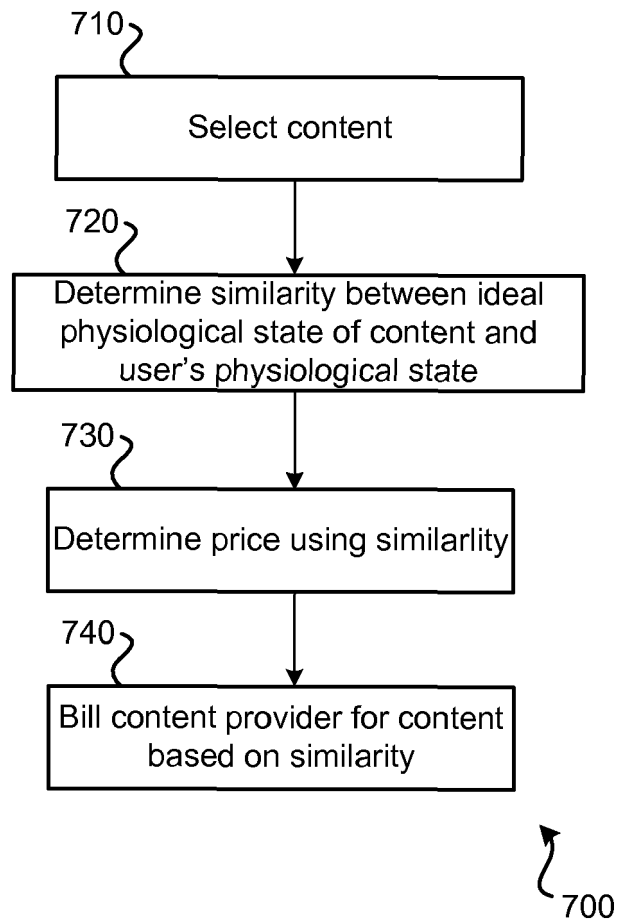 710
Select content
720
Determine similarity between ideal
physiological state of content and
user's physiological state
730
Determine price using similarlity
740
Bill content provider for content
based on similarity
700